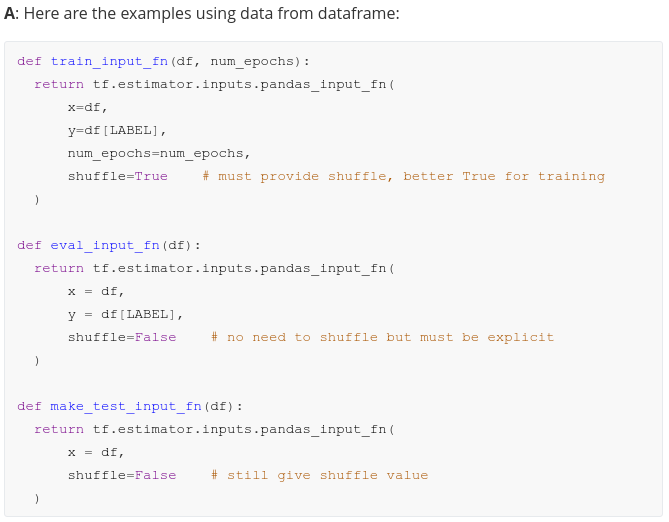 A: Here are the examples using data from dataframe:
def train_input_fn(df, num_epochs):
  return tf.estimator.inputs.pandas_input_fn(
      x=df,
      y=df[LABEL],
      num_epochs=num_epochs,
      shuffle=True    # must provide shuffle, better True for training
  )

def eval_input_fn(df):
  return tf.estimator.inputs.pandas_input_fn(
      x = df,
      y = df[LABEL],
      shuffle=False    # no need to shuffle but must be explicit
  )

def make_test_input_fn(df):
  return tf.estimator.inputs.pandas_input_fn(
      x = df,
      shuffle=False    # still give shuffle value
  )